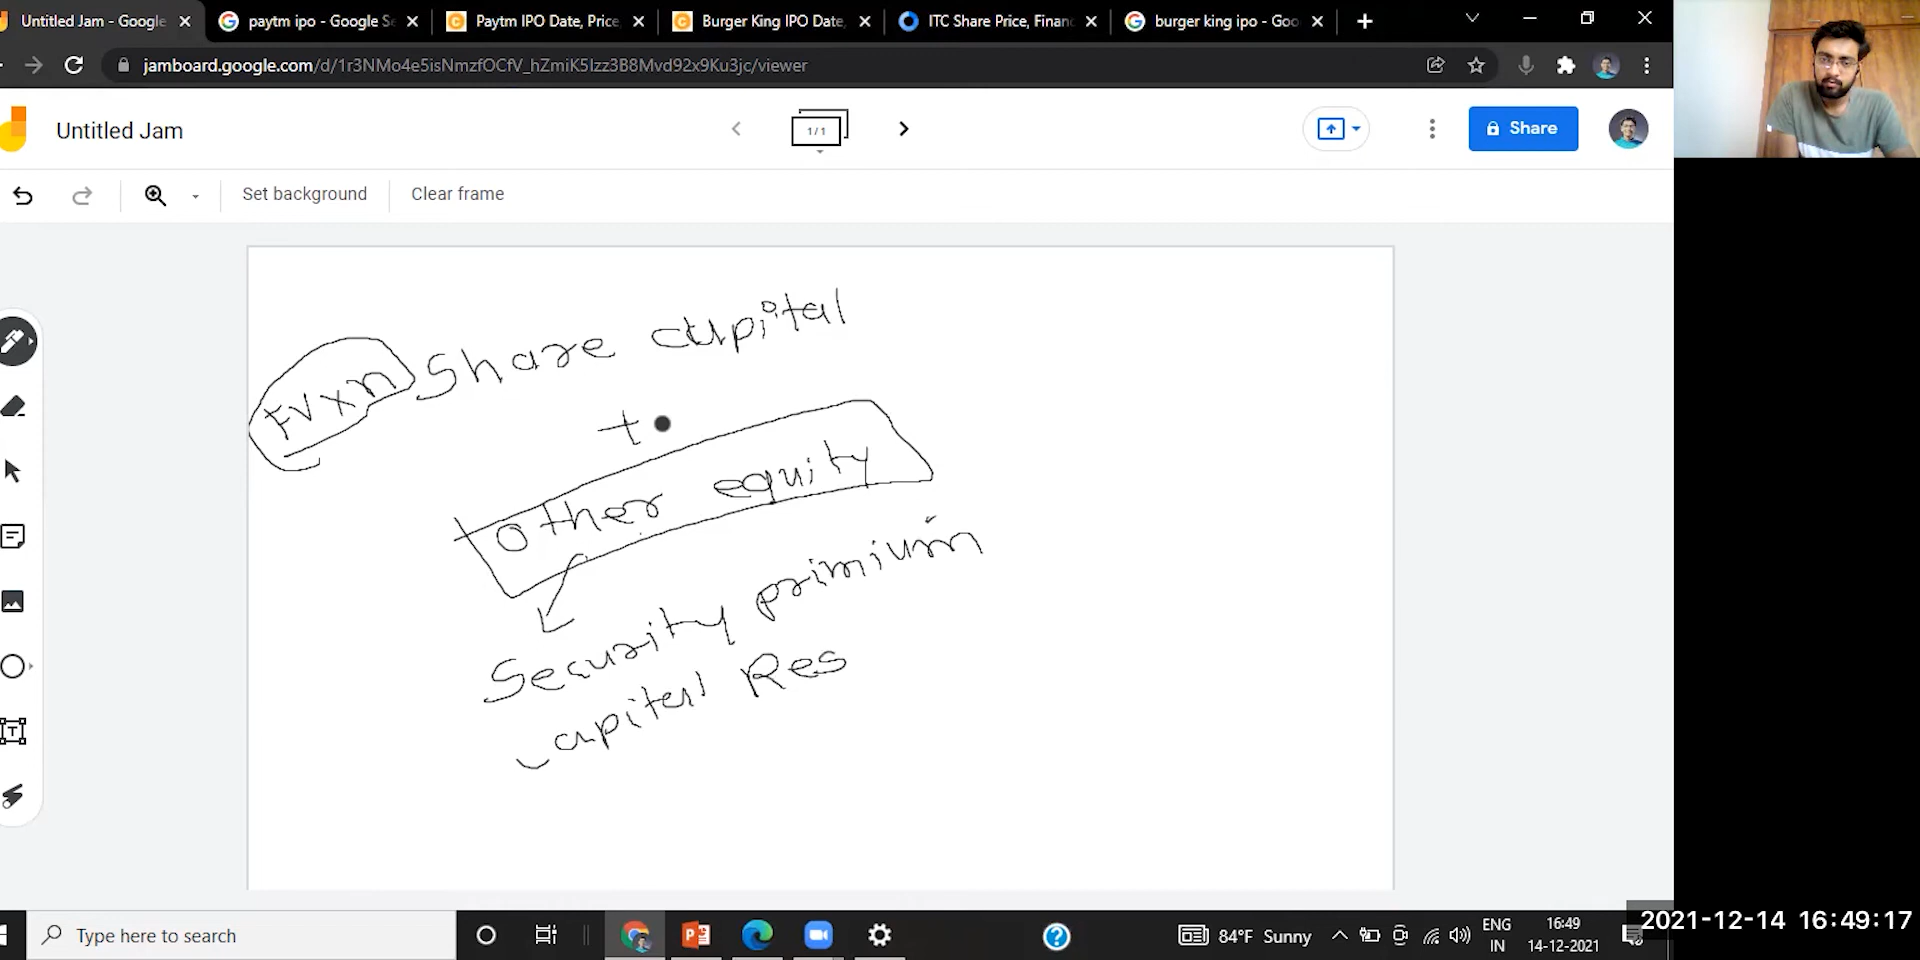 Untitled Jam - Google
paytm ipo - Google Se
Paytm IPO Date, Price,
Burger King IPO Date,
ITC Share Price, Financ
burger king ipo - Goo
jamboard.google.com/d/1r3NMo4e5isNmzfOCfV_hZmiK5Izz3B8Mvd92x9Ku3jc/viewer
Untitled Jam
1/1
Share
Set background
Clear frame
FV x n Share capital
+
other equity
Security primium
capital Res
Type here to search
84°F Sunny
ENG
IN
16:49
14-12-2021
2021-12-14 16:49:17